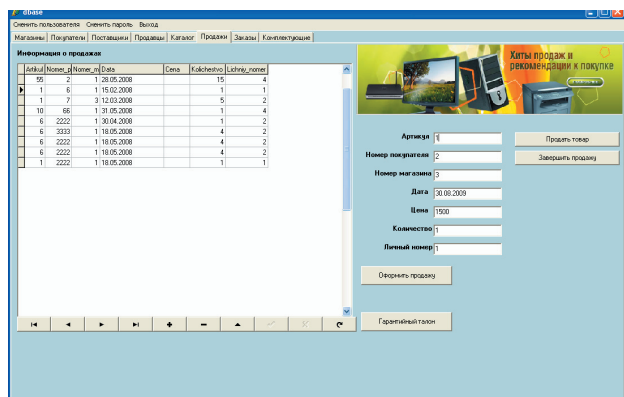 dBase
Сменить пользователя Сменить пароль Выход
Магазины Покупатели Поставщики Продавцы Каталог Продажи Заказы Комплектующие
Информация о продажах
Artikul Nomer_p Nomer_m Data Cena Kolichestvo Lichnij_nomer
55 2 1 28.05.2008 15 4
1 6 1 15.02.2008 1 1
1 7 3 12.03.2008 5 2
10 66 1 31.05.2008 1 4
6 2222 1 30.04.2008 1 2
6 3333 1 18.05.2008 4 2
6 2222 1 18.05.2008 4 2
6 2222 1 18.05.2008 4 2
1 2222 1 18.05.2008 1 1
Хиты продаж и
рекомендации к покупке
Артикул 1
Продать товар
Номер покупателя 2
Завершить продажу
Номер магазина 3
Дата 30.08.2009
Цена 1500
Количество 1
Личный номер 1
Оформить продажу
Гарантийный талон